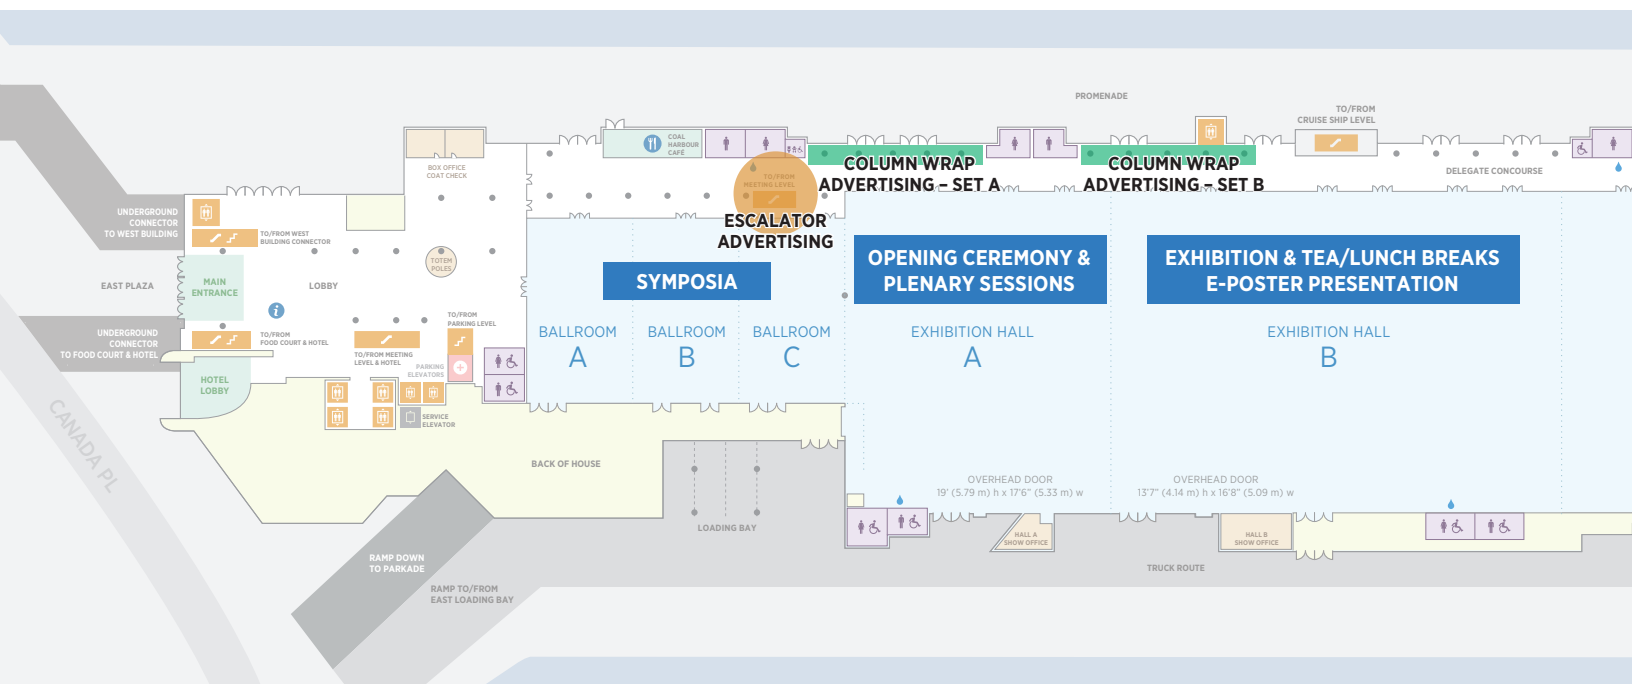 PROMENADE
TO/FROM
CRUISE SHIP LEVEL
COAL
HARBOUR
CAFÉ
BOX OFFICE
COAT CHECK
COLUMN WRAP
ADVERTISING – SET A
COLUMN WRAP
ADVERTISING – SET B
DELEGATE CONCOURSE
TO/FROM
MEETING LEVEL
ESCALATOR
ADVERTISING
UNDERGROUND
CONNECTOR
TO WEST BUILDING
TO/FROM WEST
BUILDING CONNECTOR
TOTEM
POLES
OPENING CEREMONY &
PLENARY SESSIONS
EXHIBITION & TEA/LUNCH BREAKS
E-POSTER PRESENTATION
SYMPOSIA
EAST PLAZA
MAIN
ENTRANCE
LOBBY
i
TO/FROM
PARKING LEVEL
UNDERGROUND
CONNECTOR
TO FOOD COURT & HOTEL
TO/FROM
FOOD COURT & HOTEL
TO/FROM MEETING
LEVEL & HOTEL
PARKING
ELEVATORS
BALLROOM
A
BALLROOM
B
BALLROOM
C
EXHIBITION HALL
A
EXHIBITION HALL
B
HOTEL
LOBBY
SERVICE
ELEVATOR
CANADA PL
BACK OF HOUSE
LOADING BAY
OVERHEAD DOOR
19' (5.79 m) h x 17'6" (5.33 m) w
OVERHEAD DOOR
13'7" (4.14 m) h x 16'8" (5.09 m) w
HALL A
SHOW OFFICE
HALL B
SHOW OFFICE
RAMP DOWN
TO PARKADE
RAMP TO/FROM
EAST LOADING BAY
TRUCK ROUTE